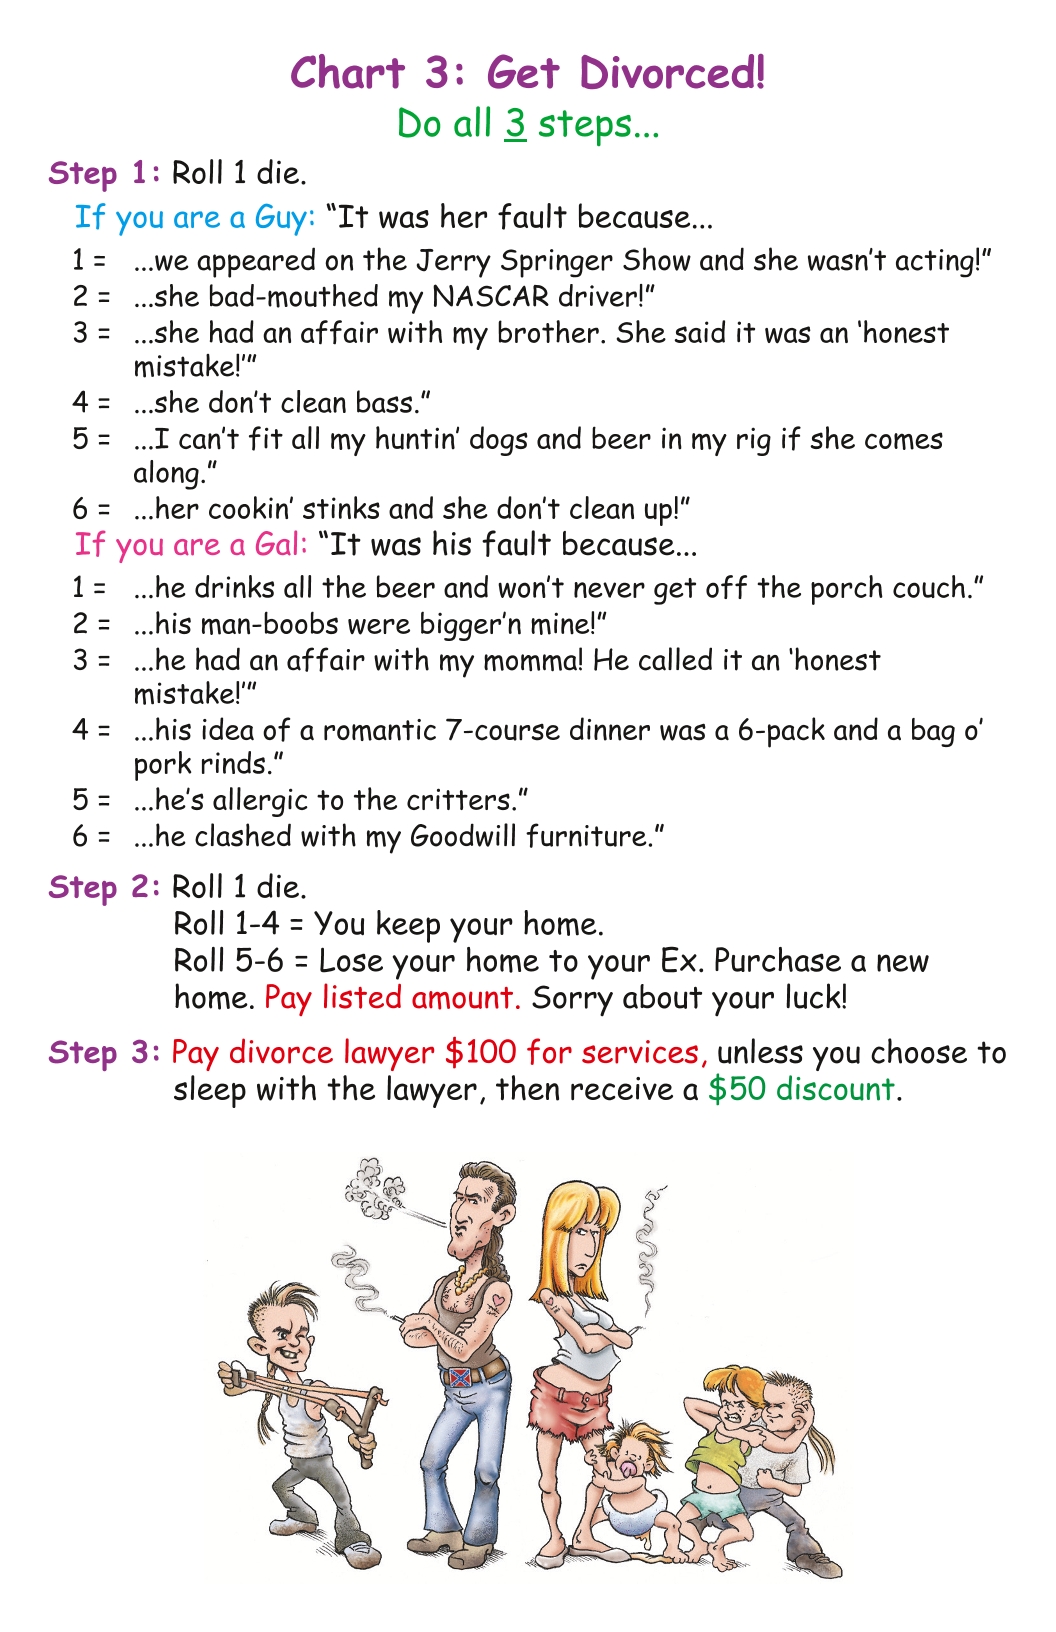 Chart 3: Get Divorced!
Do all 3 steps...
Step 1: Roll 1 die.
If you are a Guy: “It was her fault because...
1 = ...we appeared on the Jerry Springer Show and she wasn’t acting!”
2 = ...she bad-mouthed my NASCAR driver!”
3 = ...she had an affair with my brother. She said it was an ‘honest
mistake!’”
4 = ...she don’t clean bass.”
5 = ...I can’t fit all my huntin’ dogs and beer in my rig if she comes
along.”
6 = ...her cookin’ stinks and she don’t clean up!”
If you are a Gal: “It was his fault because...
1 = ...he drinks all the beer and won’t never get off the porch couch.”
2 = ...his man-boobs were bigger’n mine!”
3 = ...he had an affair with my momma! He called it an ‘honest
mistake!’”
4 = ...his idea of a romantic 7-course dinner was a 6-pack and a bag o’
pork rinds.”
5 = ...he’s allergic to the critters.”
6 = ...he clashed with my Goodwill furniture.”
Step 2: Roll 1 die.
Roll 1-4 = You keep your home.
Roll 5-6 = Lose your home to your Ex. Purchase a new
home. Pay listed amount. Sorry about your luck!
Step 3: Pay divorce lawyer $100 for services, unless you choose to
sleep with the lawyer, then receive a $50 discount.